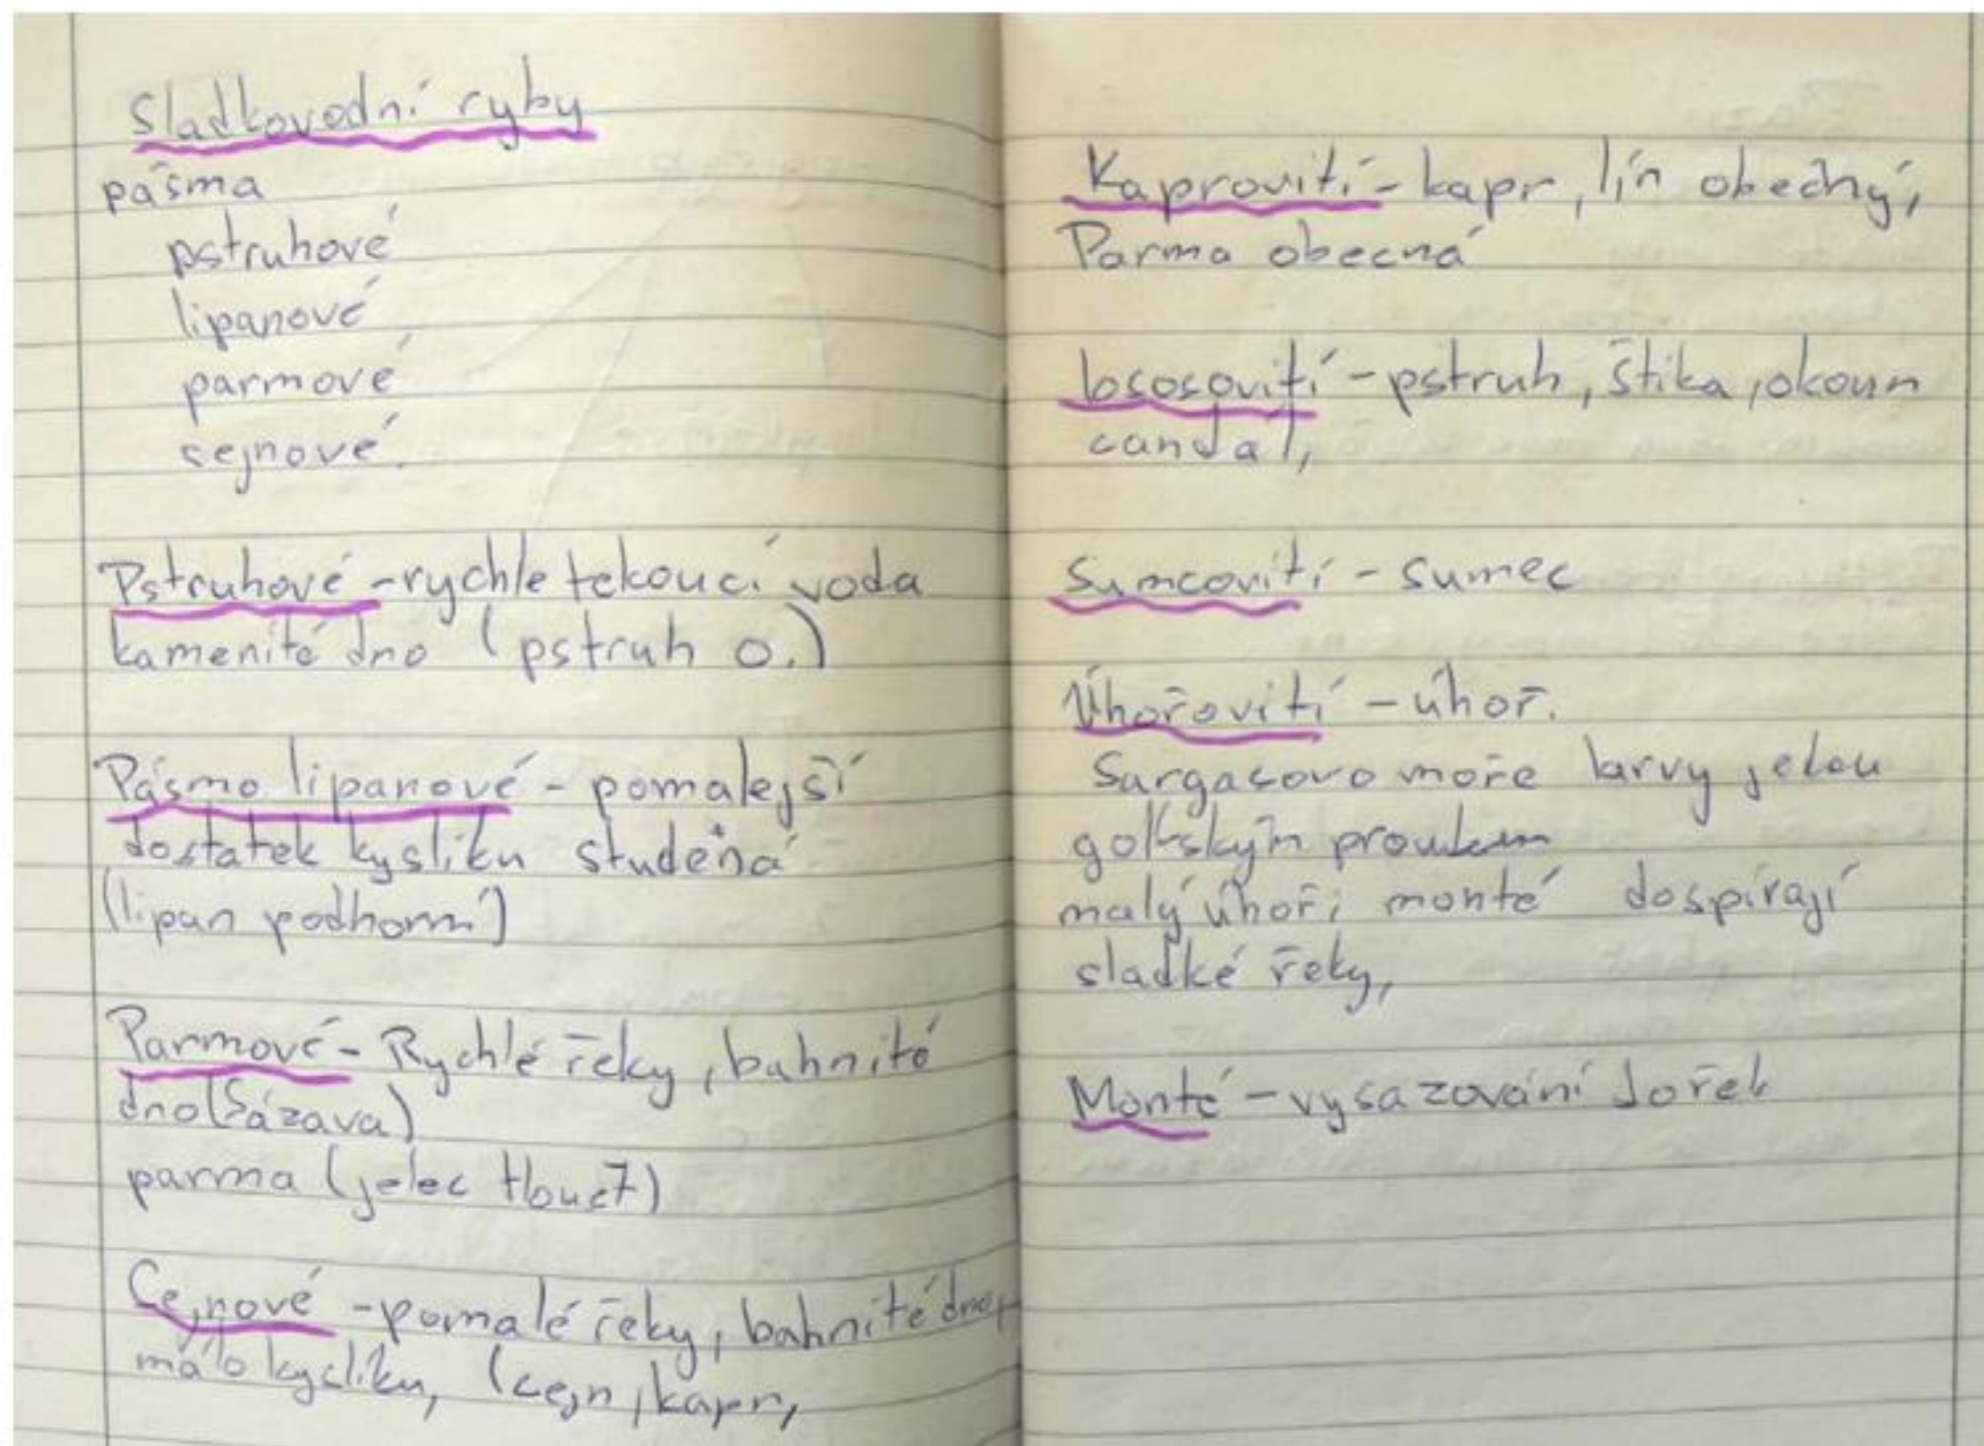 Sladkovodní ryby
pásma
pstruhové
lipanové
parmové
cejnové
Pstruhové - rychle tekoucí voda
kamenité dno (pstruh o.)
Pásmo lipanové - pomalejší
dostatek kyslíku studená
(lipan podhorní)
Parmové - Rychlé řeky, bahnité
dno (Sázava)
parma (jelec tloušť)
Cejnové - pomalé řeky, bahnité dno,
málo kyslíku, (cejn, kapr,
Kaprovití - kapr, lín obecný,
Parma obecná
lososovití - pstruh, štika, okoun
candát,
Sumcovití - sumec
Úhořovití - úhoř.
Sargasovo moře larvy jedou
golfským proudem
malý úhoři monté dospírají
sladké řeky,
Monté - vysazování do řek